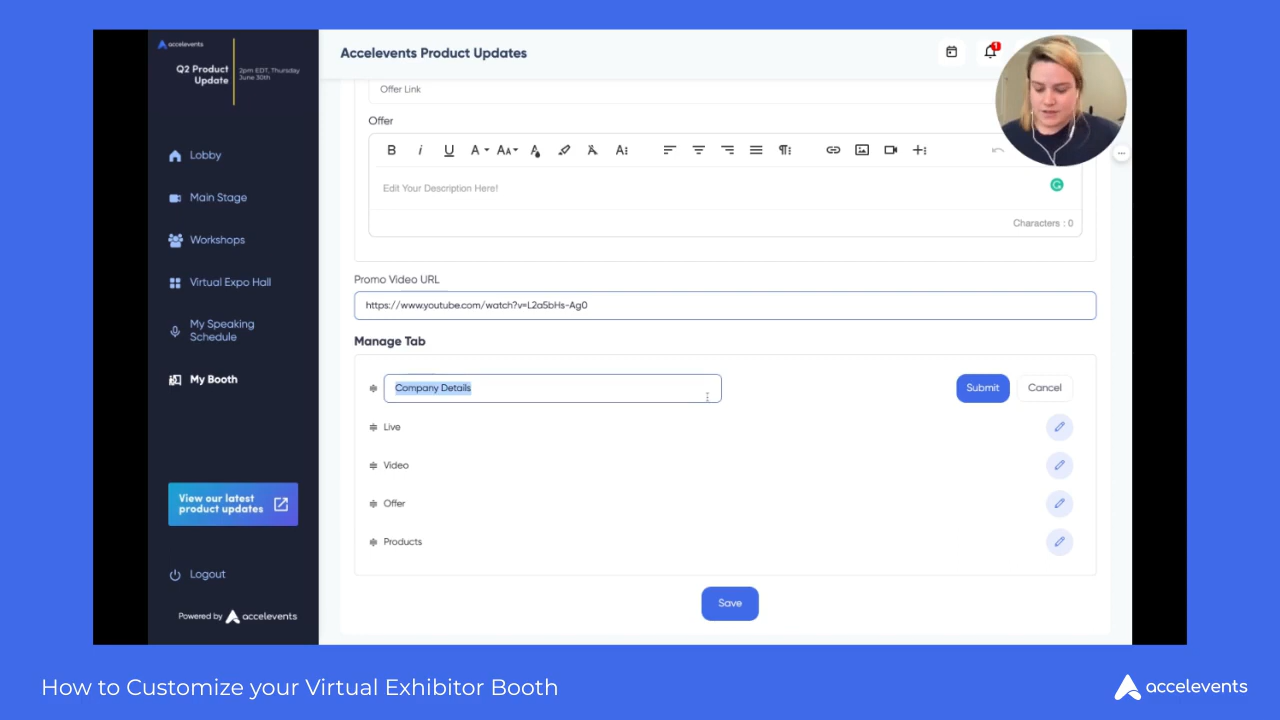 accelevents
Q2 Product
Update
2pm EDT, Thursday
June 30th
Lobby
Main Stage
Workshops
Virtual Expo Hall
My Speaking
Schedule
My Booth
View our latest
product updates
Logout
Powered by accelevents
Accelevents Product Updates
1
Offer Link
Offer
B i U A AA A A:
Edit Your Description Here!
Characters : 0
Promo Video URL
https://www.youtube.com/watch?v=L2a5bHs-Ag0
Manage Tab
Company Details
Submit
Cancel
Live
Video
Offer
Products
Save
How to Customize your Virtual Exhibitor Booth
accelevents